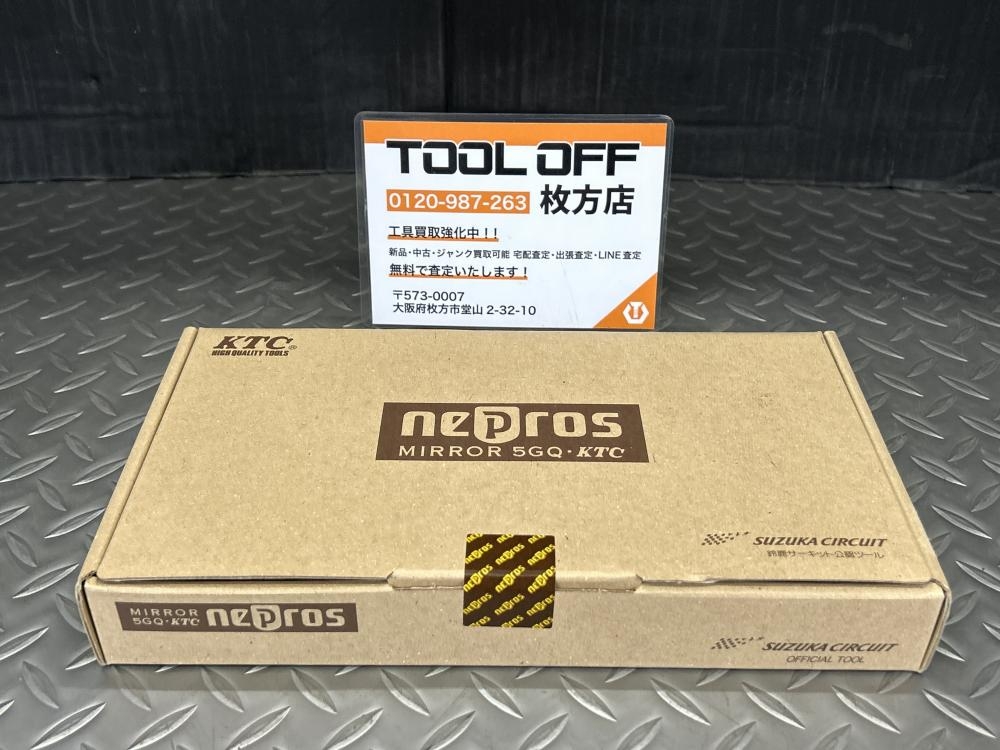 TOOL OFF
0120-987-263 枚方店
工具買取強化中!!
新品・中古・ジャンク買取可能 宅配査定・出張査定・LINE査定
無料で査定いたします!
〒573-0007
大阪府枚方市堂山 2-32-10
KTC®
HIGH QUALITY TOOLS
nepros
MIRROR 5GQ・KTC
SUZUKA CIRCUIT
鈴鹿サーキット公認ツール
nepros nepros nepros
MIRROR
5GQ・KTC nepros
SUZUKA CIRCUIT
OFFICIAL TOOL